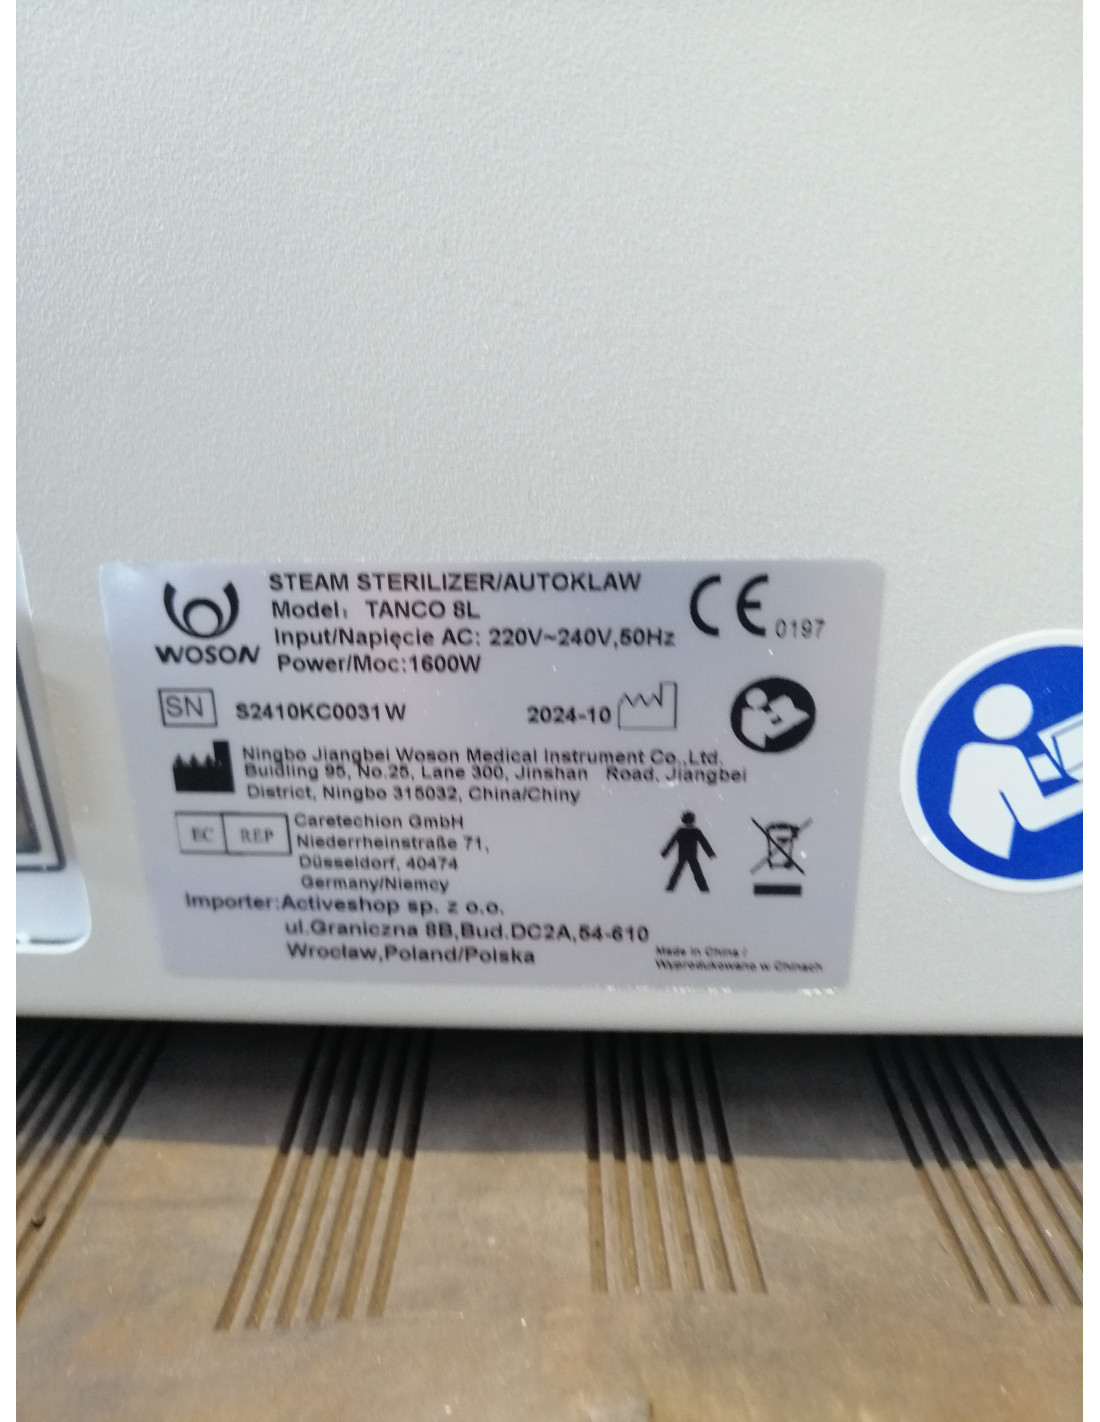 STEAM STERILIZER/AUTOKLAW
Model: TANCO 8L
Input/Napięcie AC: 220V~240V,50Hz
Power/Moc:1600W
WOSON
CE 0197
SN S2410KC0031W
2024-10
Ningbo Jiangbei Woson Medical Instrument Co.,Ltd.
Buidling 95, No.25, Lane 300, Jinshan Road, Jiangbei
District, Ningbo 315032, China/Chiny
EC REP
Caretechion GmbH
Niederrheinstraße 71,
Düsseldorf, 40474
Germany/Niemcy
Importer:Activeshop sp. z o.o.
ul.Graniczna 8B,Bud.DC2A,54-610
Wrocław,Poland/Polska
Made in China /
Wyprodukowano w Chinach